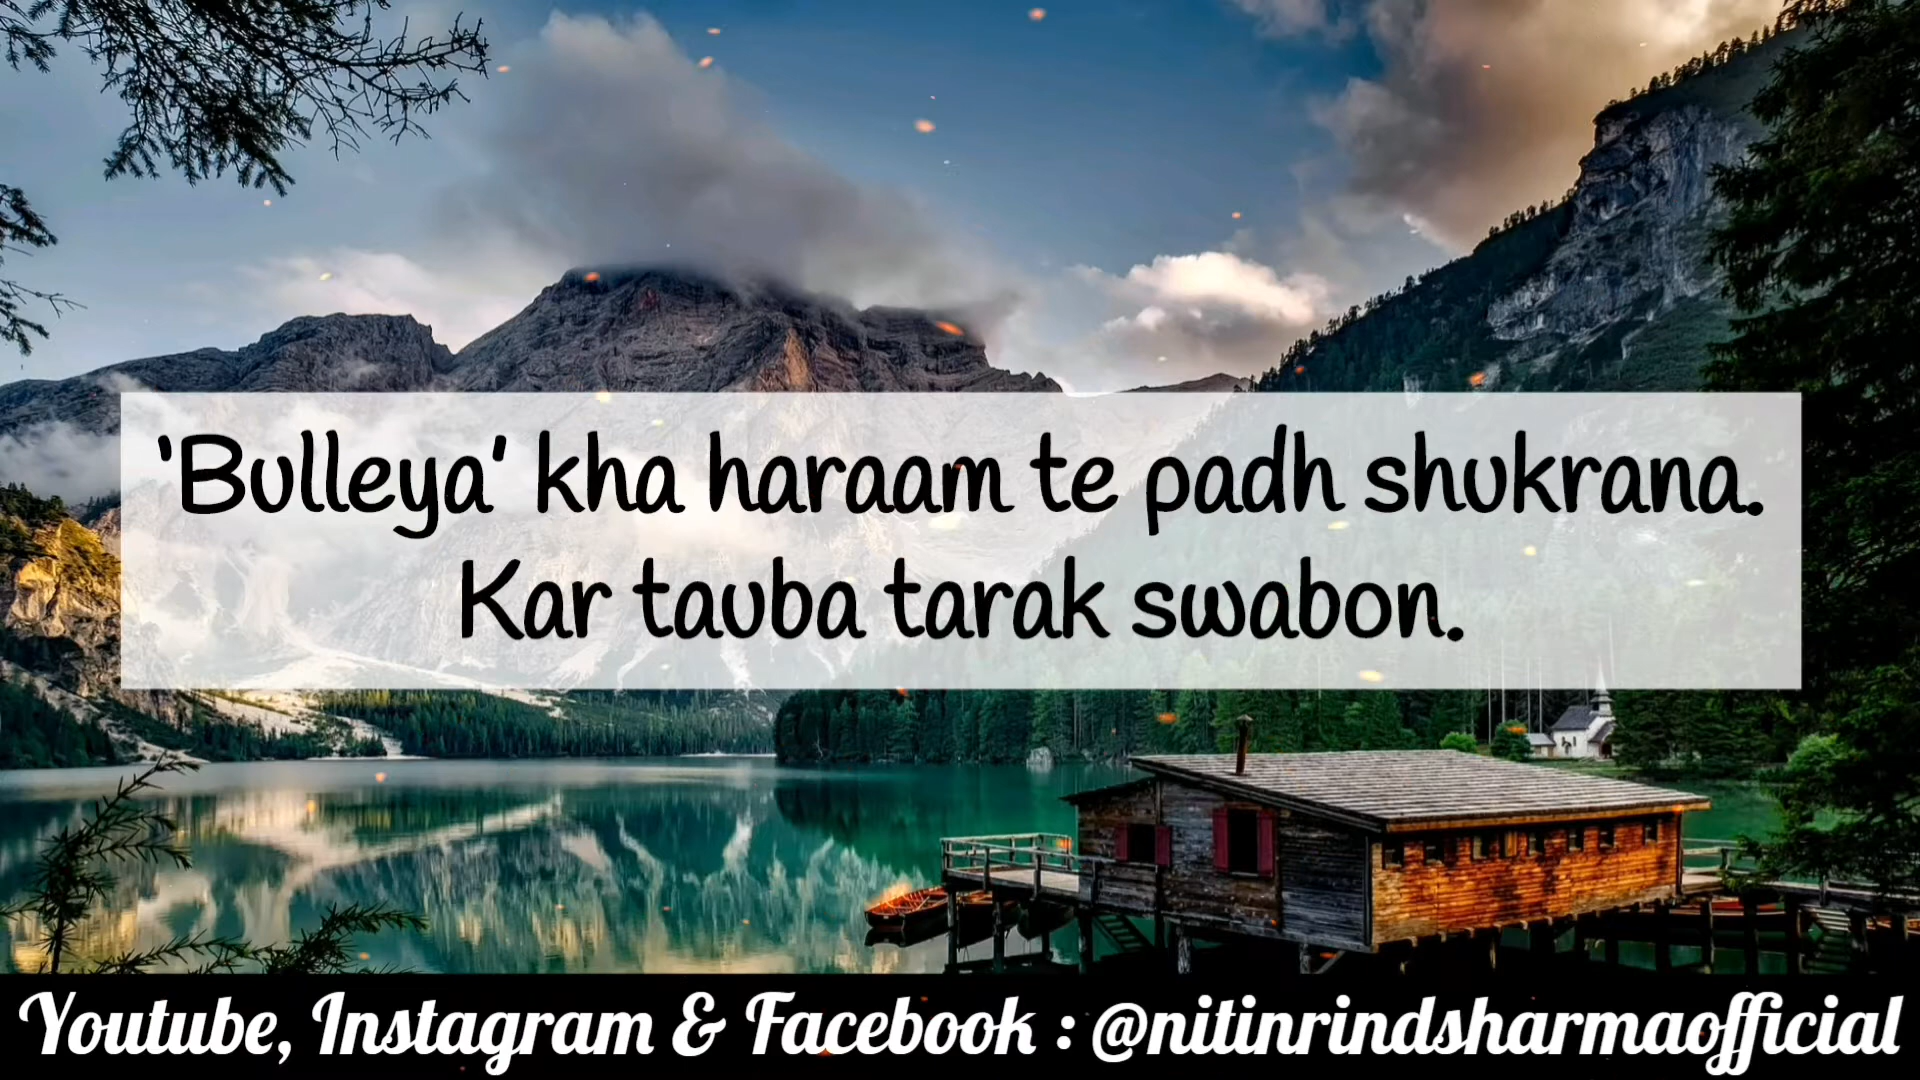 'Bulleya' kha haraam te padh shukrana.
Kar tauba tarak swabon.
Youtube, Instagram & Facebook : @nitinrindsharmaofficial